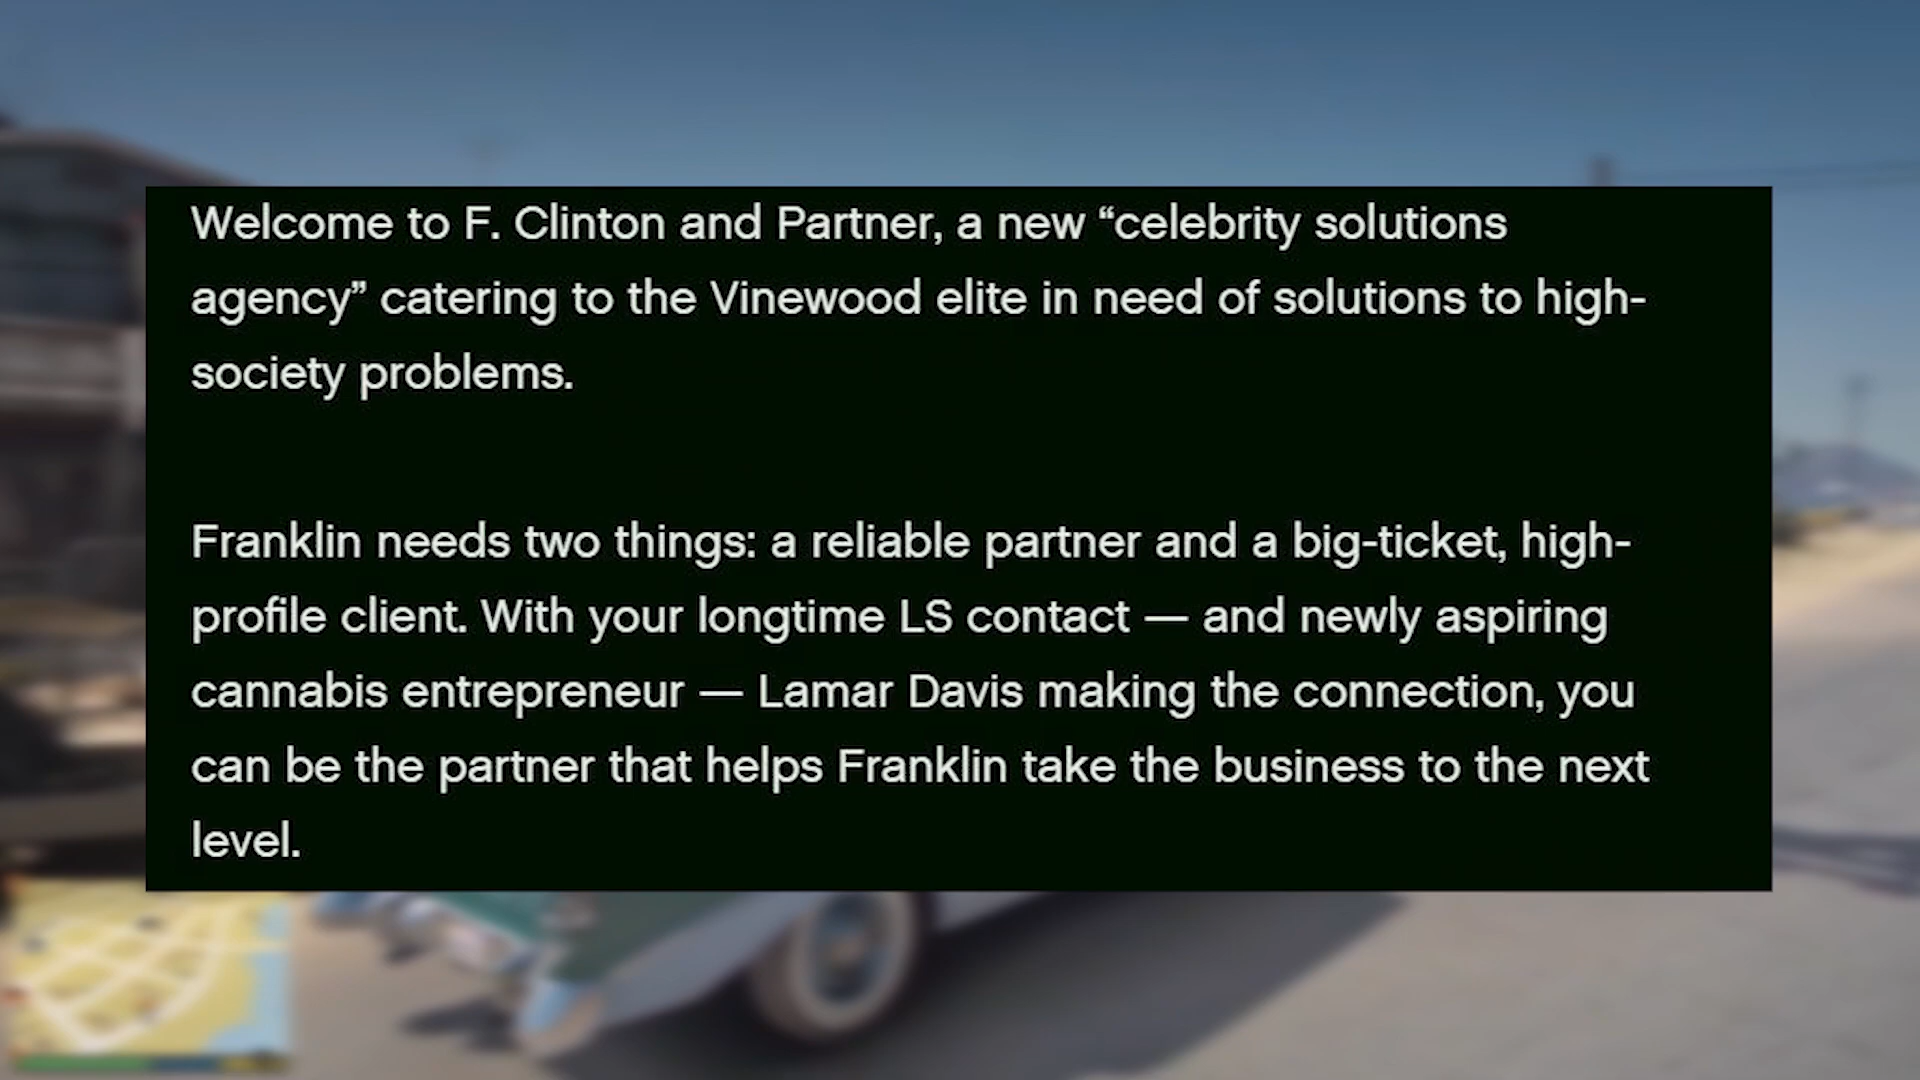 Welcome to F. Clinton and Partner, a new “celebrity solutions
agency” catering to the Vinewood elite in need of solutions to high-
society problems.
Franklin needs two things: a reliable partner and a big-ticket, high-
profile client. With your longtime LS contact — and newly aspiring
cannabis entrepreneur — Lamar Davis making the connection, you
can be the partner that helps Franklin take the business to the next
level.